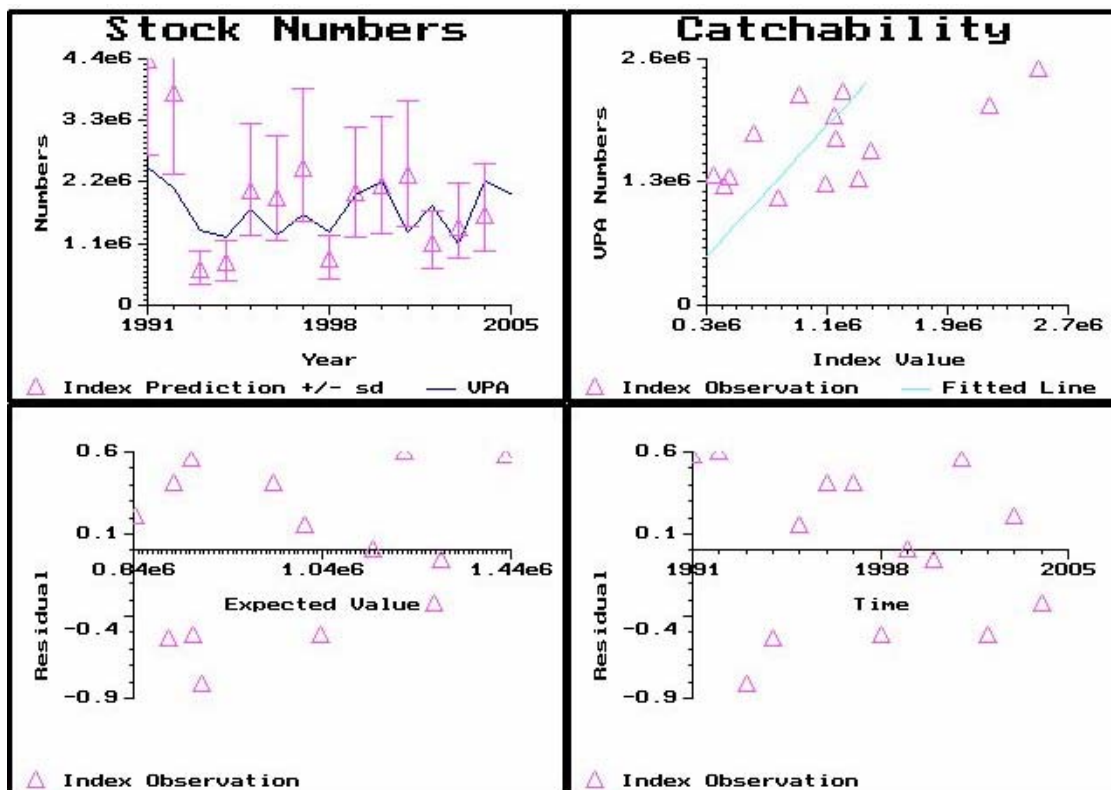 Stock Numbers
4.4e6
3.3e6
2.2e6
1.1e6
0
Numbers
1991 1998 2005
Year
Index Prediction +/- sd VPA
Catchability
2.6e6
1.3e6
0
VPA Numbers
0.3e6 1.1e6 1.9e6 2.7e6
Index Value
Index Observation Fitted Line
0.6
0.1
-0.4
-0.9
Residual
0.64e6 1.04e6 1.44e6
Expected Value
Index Observation
0.6
0.1
-0.4
-0.9
Residual
1991 1998 2005
Time
Index Observation